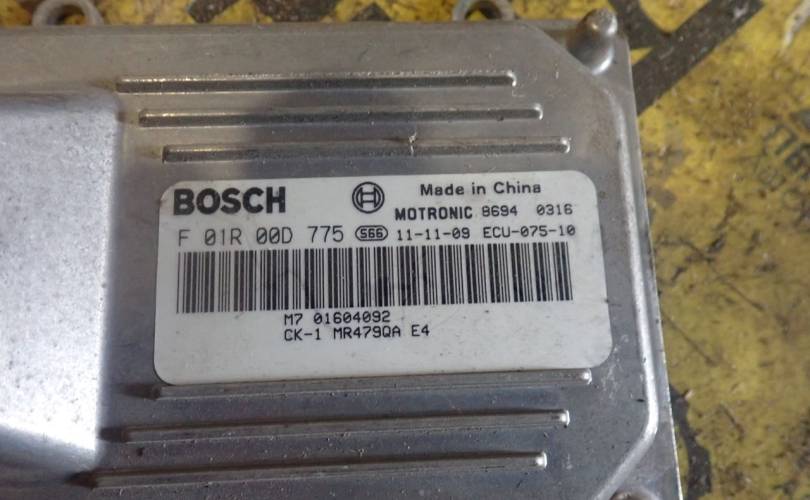 BOSCH
Made in China
MOTRONIC 8694 0316
F 01R 00D 775 S66 11-11-09 ECU-075-10
M7 01604092
CK-1 MR479QA E4